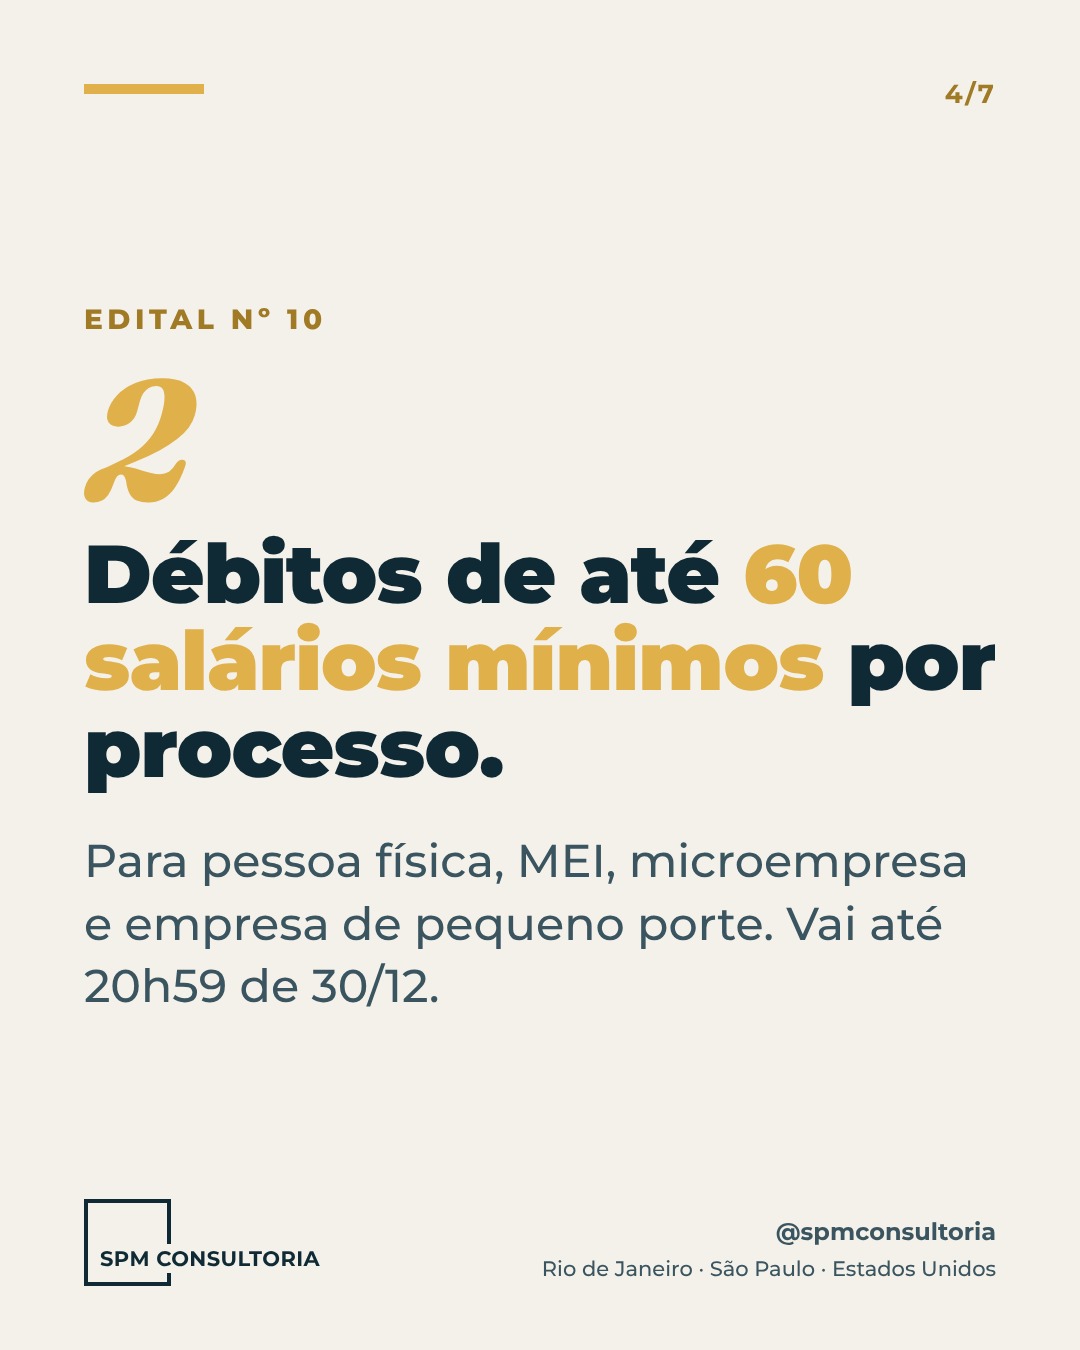 4/7
EDITAL Nº 10
2
Débitos de até 60
salários mínimos por
processo.
Para pessoa física, MEI, microempresa
e empresa de pequeno porte. Vai até
20h59 de 30/12.
SPM CONSULTORIA
@spmconsultoria
Rio de Janeiro · São Paulo · Estados Unidos